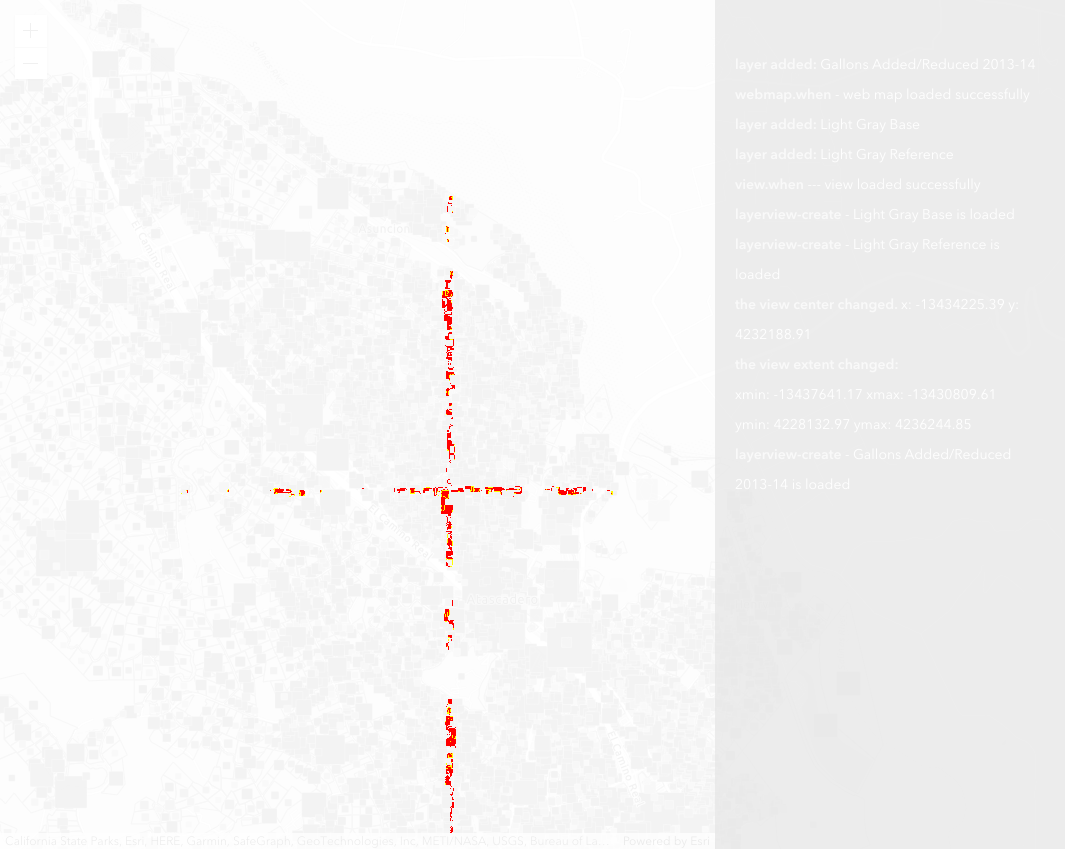 layer added: Gallons Added/Reduced 2013-14
webmap.when - web map loaded successfully
layer added: Light Gray Base
layer added: Light Gray Reference
view.when --- view loaded successfully
layerview-create - Light Gray Base is loaded
layerview-create - Light Gray Reference is
loaded
the view center changed. x: -13434225.39 y:
4232188.91
the view extent changed:
xmin: -13437641.17 xmax: -13430809.61
ymin: 4228132.97 ymax: 4236244.85
layerview-create - Gallons Added/Reduced
2013-14 is loaded
California State Parks, Esri, HERE, Garmin, SafeGraph, GeoTechnologies, Inc, METI/NASA, USGS, Bureau of La...
Powered by Esri